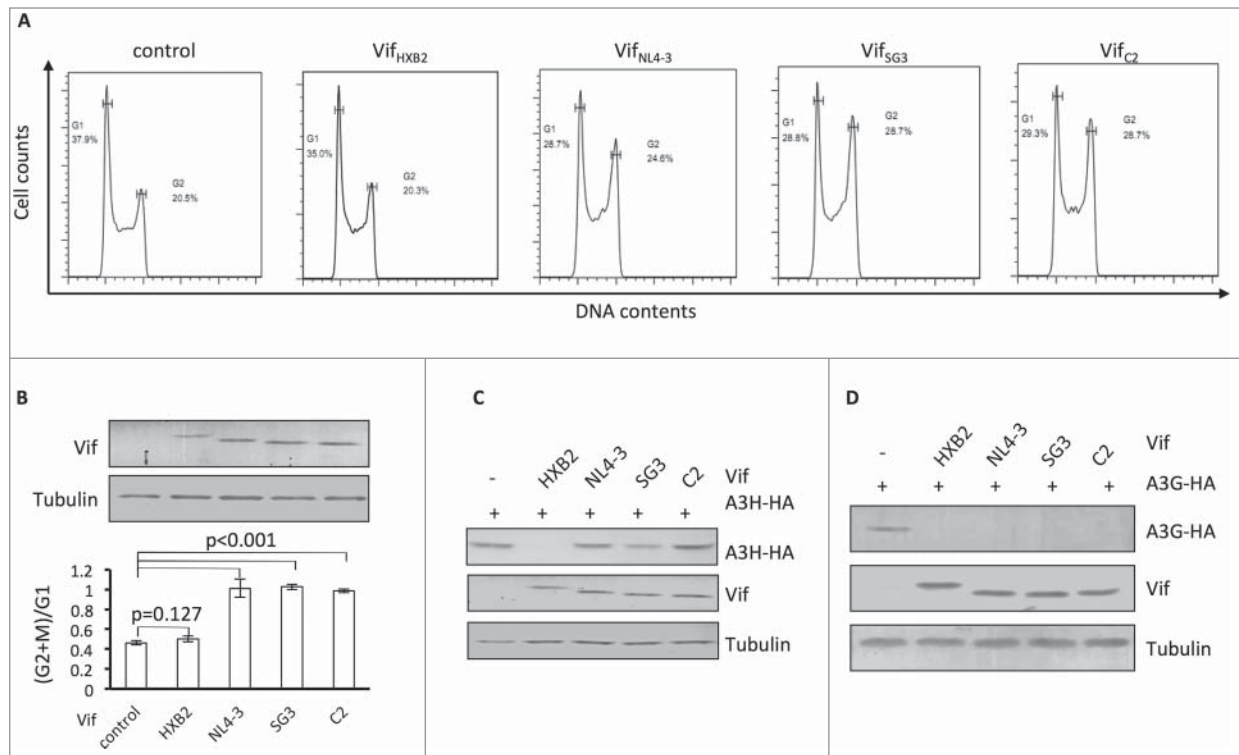 A
control
Vif HXB2
Vif NL4-3
Vif SG3
Vif C2
Cell counts
G1
37.9%
G2
20.5%
G1
35.0%
G2
20.3%
G1
28.7%
G2
24.6%
G1
28.8%
G2
28.7%
G1
29.3%
G2
28.7%
DNA contents
B
Vif
Tubulin
p<0.001
p=0.127
(G2+M)/G1
1.2
1
0.8
0.6
0.4
0.2
0
Vif control HXB2 NL4-3 SG3 C2
C
- HXB2 NL4-3 SG3 C2 Vif
+ + + + + A3H-HA
A3H-HA
Vif
Tubulin
D
- HXB2 NL4-3 SG3 C2 Vif
+ + + + + A3G-HA
A3G-HA
Vif
Tubulin